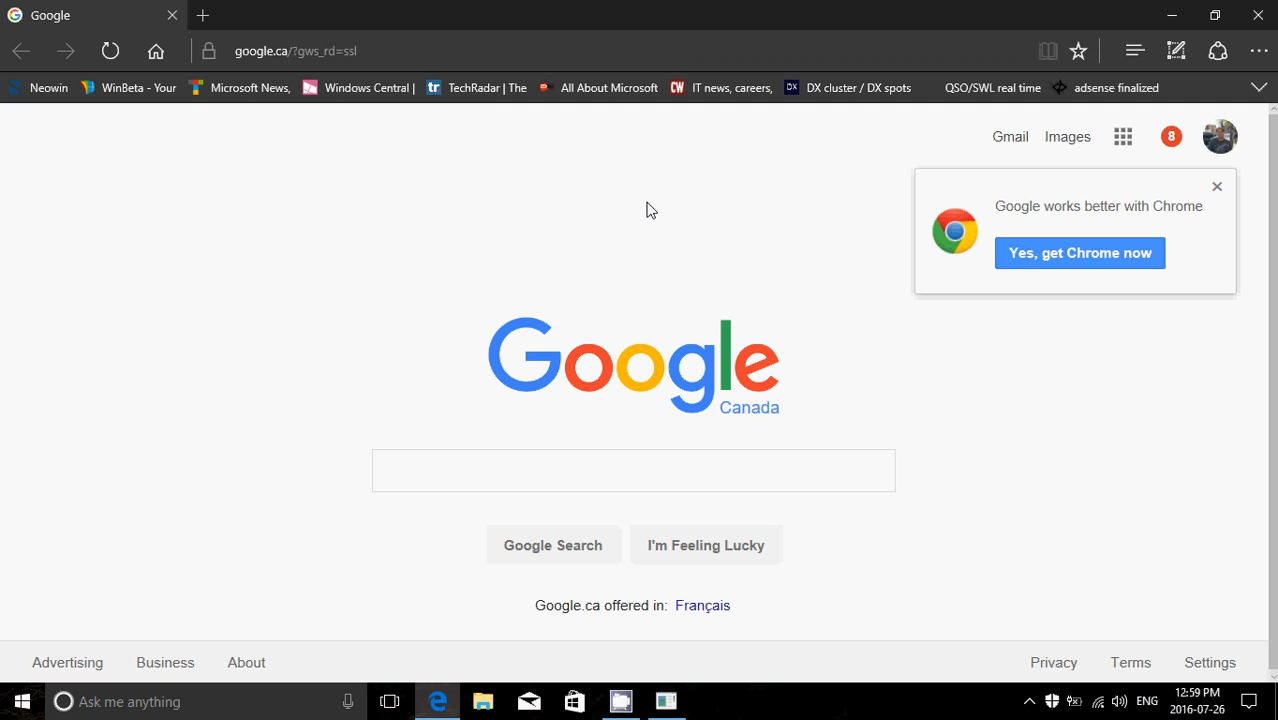 Google
google.ca/?gws_rd=ssl
Neowin WinBeta - Your Microsoft News, Windows Central | tr TechRadar | The All About Microsoft CW IT news, careers, DX DX cluster / DX spots QSO/SWL real time adsense finalized
Gmail Images 8
Google works better with Chrome
Yes, get Chrome now
Google
Canada
Google Search I'm Feeling Lucky
Google.ca offered in: Français
Advertising Business About Privacy Terms Settings
Ask me anything ENG 12:59 PM
2016-07-26